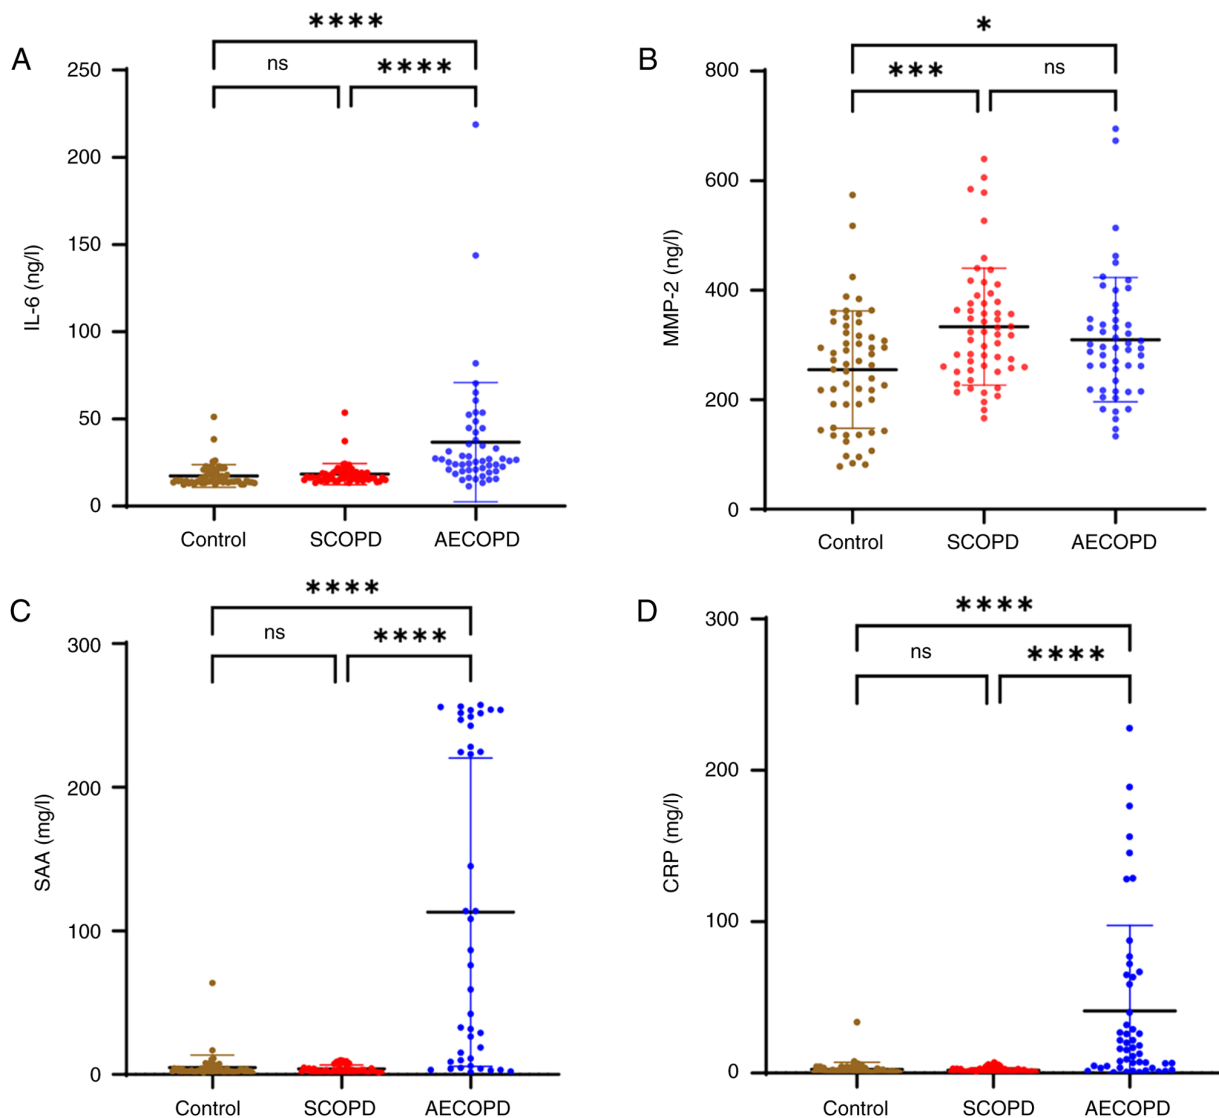 A
****
ns
****
250
200
150
100
50
0
IL-6 (ng/l)
Control
SCOPD
AECOPD
B
*
***
ns
800
600
400
200
0
MMP-2 (ng/l)
Control
SCOPD
AECOPD
C
****
ns
****
300
200
100
0
SAA (mg/l)
Control
SCOPD
AECOPD
D
****
ns
****
300
200
100
0
CRP (mg/l)
Control
SCOPD
AECOPD